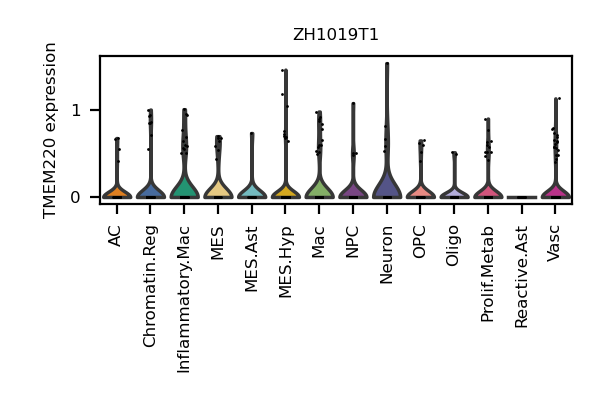 ZH1019T1
TMEM220 expression
1
0
AC
Chromatin.Reg
Inflammatory.Mac
MES
MES.Ast
MES.Hyp
Mac
NPC
Neuron
OPC
Oligo
Prolif.Metab
Reactive.Ast
Vasc